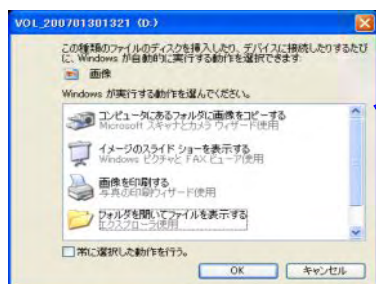 VOL_200701301321 (D:)
この種類のファイルのディスクを挿入したり、デバイスに接続したりするたび
に、Windows が自動的に実行する動作を選択できます:
画像
Windows が実行する動作を選んでください。
コンピュータにあるフォルダに画像をコピーする
Microsoft スキャナとカメラ ウィザード使用
イメージのスライド ショーを表示する
Windows ピクチャと FAX ビューア使用
画像を印刷する
写真の印刷ウィザード使用
フォルダを開いてファイルを表示する
エクスプローラ使用
常に選択した動作を行う。
OK
キャンセル